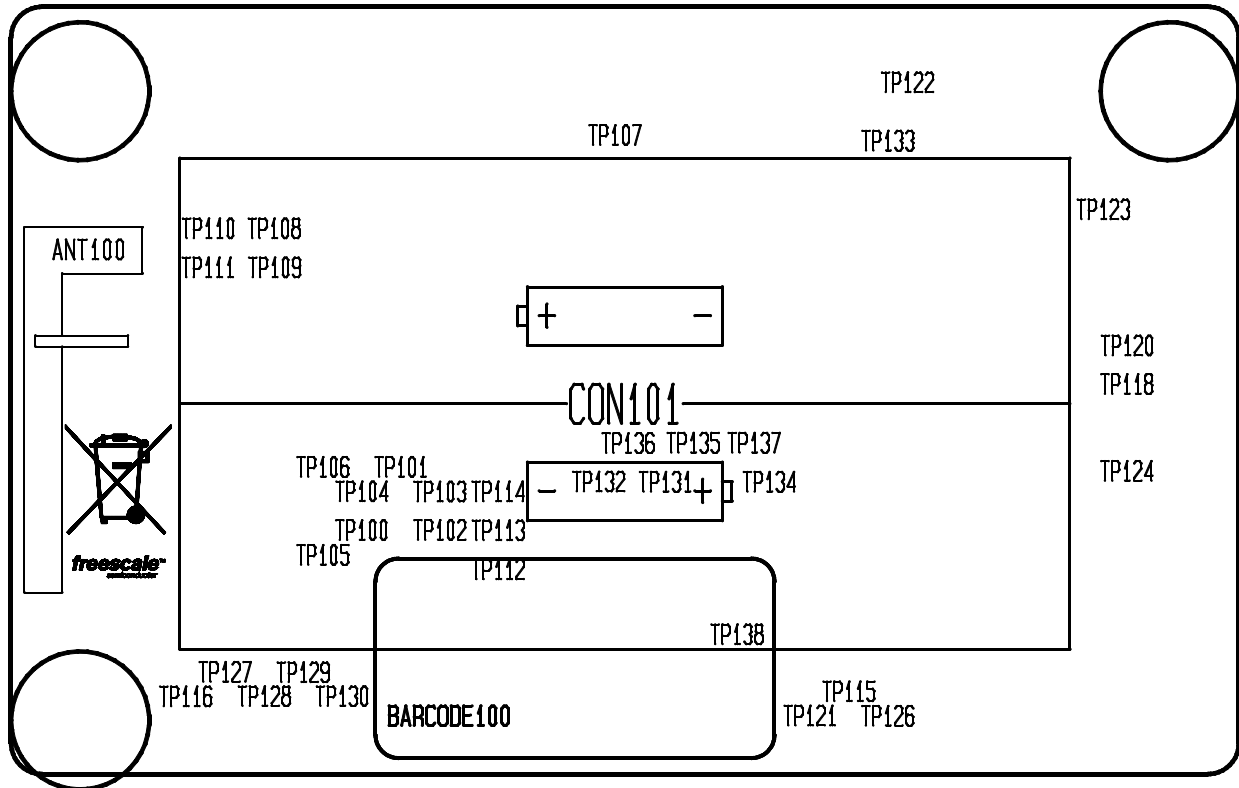 TP122
TP107
TP133
TP123
TP110 TP108
ANT100
TP111 TP109
+ -
TP120
TP118
CON101
TP136 TP135 TP137
TP106 TP101
TP124
- TP132 TP131 + TP134
TP104 TP103 TP114
TP100 TP102 TP113
TP105
freescale™
semiconductor
TP112
TP138
TP127 TP129
TP116 TP128 TP130
TP115
BARCODE100
TP121 TP126